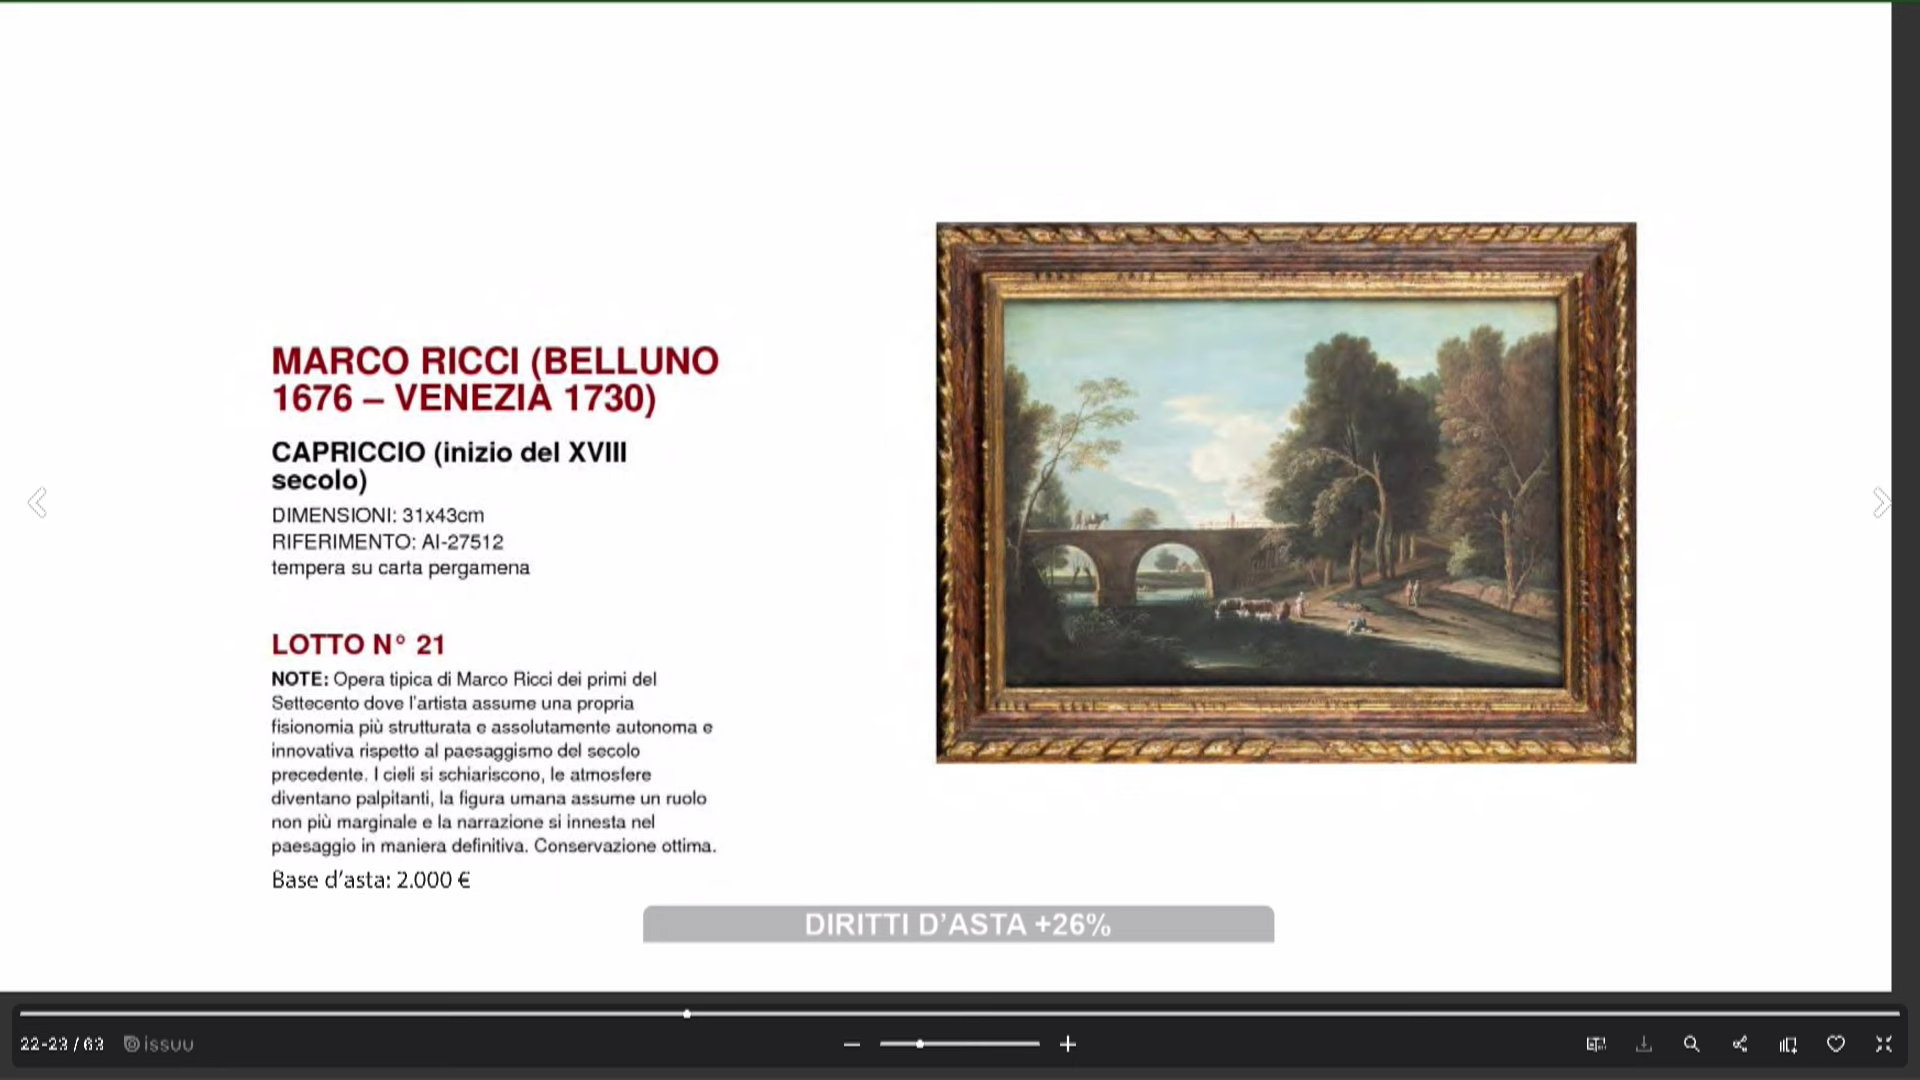 MARCO RICCI (BELLUNO
1676 – VENEZIA 1730)
CAPRICCIO (inizio del XVIII
secolo)
DIMENSIONI: 31x43cm
RIFERIMENTO: AI-27512
tempera su carta pergamena
LOTTO N° 21
NOTE: Opera tipica di Marco Ricci dei primi del
Settecento dove l'artista assume una propria
fisionomia più strutturata e assolutamente autonoma e
innovativa rispetto al paesaggismo del secolo
precedente. I cieli si schiariscono, le atmosfere
diventano palpitanti, la figura umana assume un ruolo
non più marginale e la narrazione si innesta nel
paesaggio in maniera definitiva. Conservazione ottima.
Base d'asta: 2.000 €
DIRITTI D'ASTA +26%
22-23 / 63 issuu